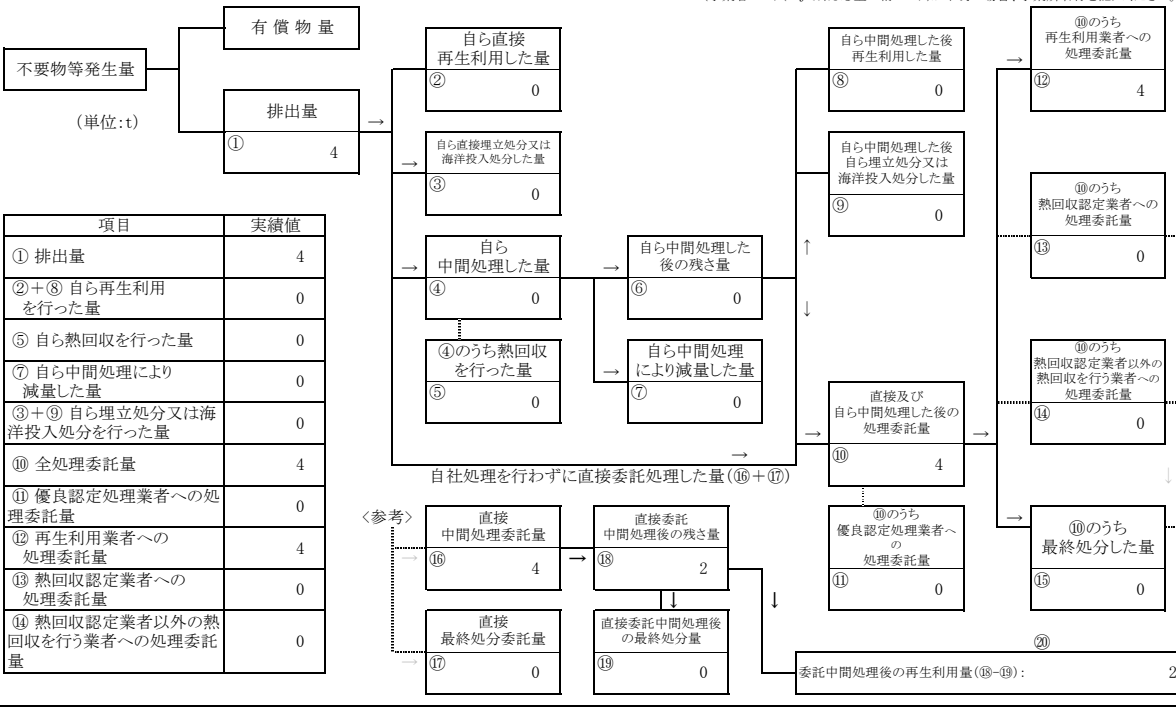 有償物量
不要物等発生量
(単位:t)
排出量
①
4
→
自ら直接
再生利用した量
②
0
→
自ら直接埋立処分又は
海洋投入処分した量
③
0
→
自ら
中間処理した量
④
0
④のうち熱回収
を行った量
⑤
0
→
自ら中間処理した
後の残さ量
⑥
0
→
自ら中間処理
により減量した量
⑦
0
自ら中間処理した後
再生利用した量
⑧
0
自ら中間処理した後
自ら埋立処分又は
海洋投入処分した量
⑨
0
↑
↓
→
直接及び
自ら中間処理した後の
処理委託量
⑩
4
→
⑩のうち
優良認定処理業者へ
の
処理委託量
⑪
0
→
⑩のうち
再生利用業者への
処理委託量
⑫
4
⑩のうち
熱回収認定業者への
処理委託量
⑬
0
⑩のうち
熱回収認定業者以外の
熱回収を行う業者への
処理委託量
⑭
0
↓
→
⑩のうち
最終処分した量
⑮
0
→
自社処理を行わずに直接委託処理した量(⑯+⑰)
〈参考〉
→
直接
中間処理委託量
⑯
4
→
直接委託
中間処理後の残さ量
⑱
2
↓
↓
→
直接
最終処分委託量
⑰
0
直接委託中間処理後
の最終処分量
⑲
0
⑳
委託中間処理後の再生利用量(⑱-⑲): 2
項目 実績値
① 排出量 4
②+⑧ 自ら再生利用
を行った量 0
⑤ 自ら熱回収を行った量 0
⑦ 自ら中間処理により
減量した量 0
③+⑨ 自ら埋立処分又は海
洋投入処分を行った量 0
⑩ 全処理委託量 4
⑪ 優良認定処理業者への処
理委託量 0
⑫ 再生利用業者への
処理委託量 4
⑬ 熱回収認定業者への
処理委託量 0
⑭ 熱回収認定業者以外の熱
回収を行う業者への処理委託
量 0